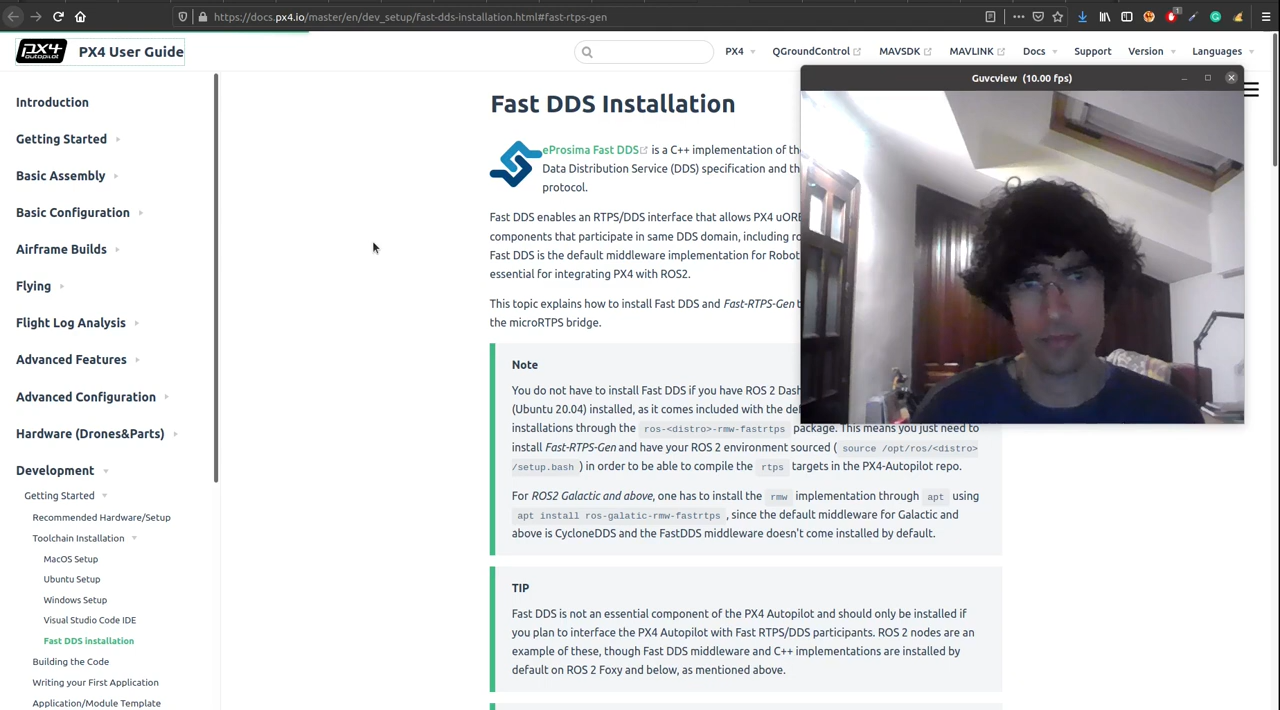 https://docs.px4.io/master/en/dev_setup/fast-dds-installation.html#fast-rtps-gen
1
px4
autopilot
PX4 User Guide
PX4
QGroundControl
MAVSDK
MAVLINK
Docs
Support
Version
Languages
Guvcview (10.00 fps)
Introduction
Getting Started
Basic Assembly
Basic Configuration
Airframe Builds
Flying
Flight Log Analysis
Advanced Features
Advanced Configuration
Hardware (Drones&Parts)
Development
Getting Started
Recommended Hardware/Setup
Toolchain Installation
MacOS Setup
Ubuntu Setup
Windows Setup
Visual Studio Code IDE
Fast DDS installation
Building the Code
Writing your First Application
Application/Module Template
Fast DDS Installation
eProsima Fast DDS is a C++ implementation of the
Data Distribution Service (DDS) specification and th
protocol.
Fast DDS enables an RTPS/DDS interface that allows PX4 uORB
components that participate in same DDS domain, including ro
Fast DDS is the default middleware implementation for Robot
essential for integrating PX4 with ROS2.
This topic explains how to install Fast DDS and Fast-RTPS-Gen t
the microRTPS bridge.
Note
You do not have to install Fast DDS if you have ROS 2 Dash
(Ubuntu 20.04) installed, as it comes included with the def
installations through the ros-<distro>-rmw-fastrtps package. This means you just need to
install Fast-RTPS-Gen and have your ROS 2 environment sourced ( source /opt/ros/<distro>
/setup.bash ) in order to be able to compile the rtps targets in the PX4-Autopilot repo.
For ROS2 Galactic and above, one has to install the rmw implementation through apt using
apt install ros-galatic-rmw-fastrtps , since the default middleware for Galactic and
above is CycloneDDS and the FastDDS middleware doesn't come installed by default.
TIP
Fast DDS is not an essential component of the PX4 Autopilot and should only be installed if
you plan to interface the PX4 Autopilot with Fast RTPS/DDS participants. ROS 2 nodes are an
example of these, though Fast DDS middleware and C++ implementations are installed by
default on ROS 2 Foxy and below, as mentioned above.